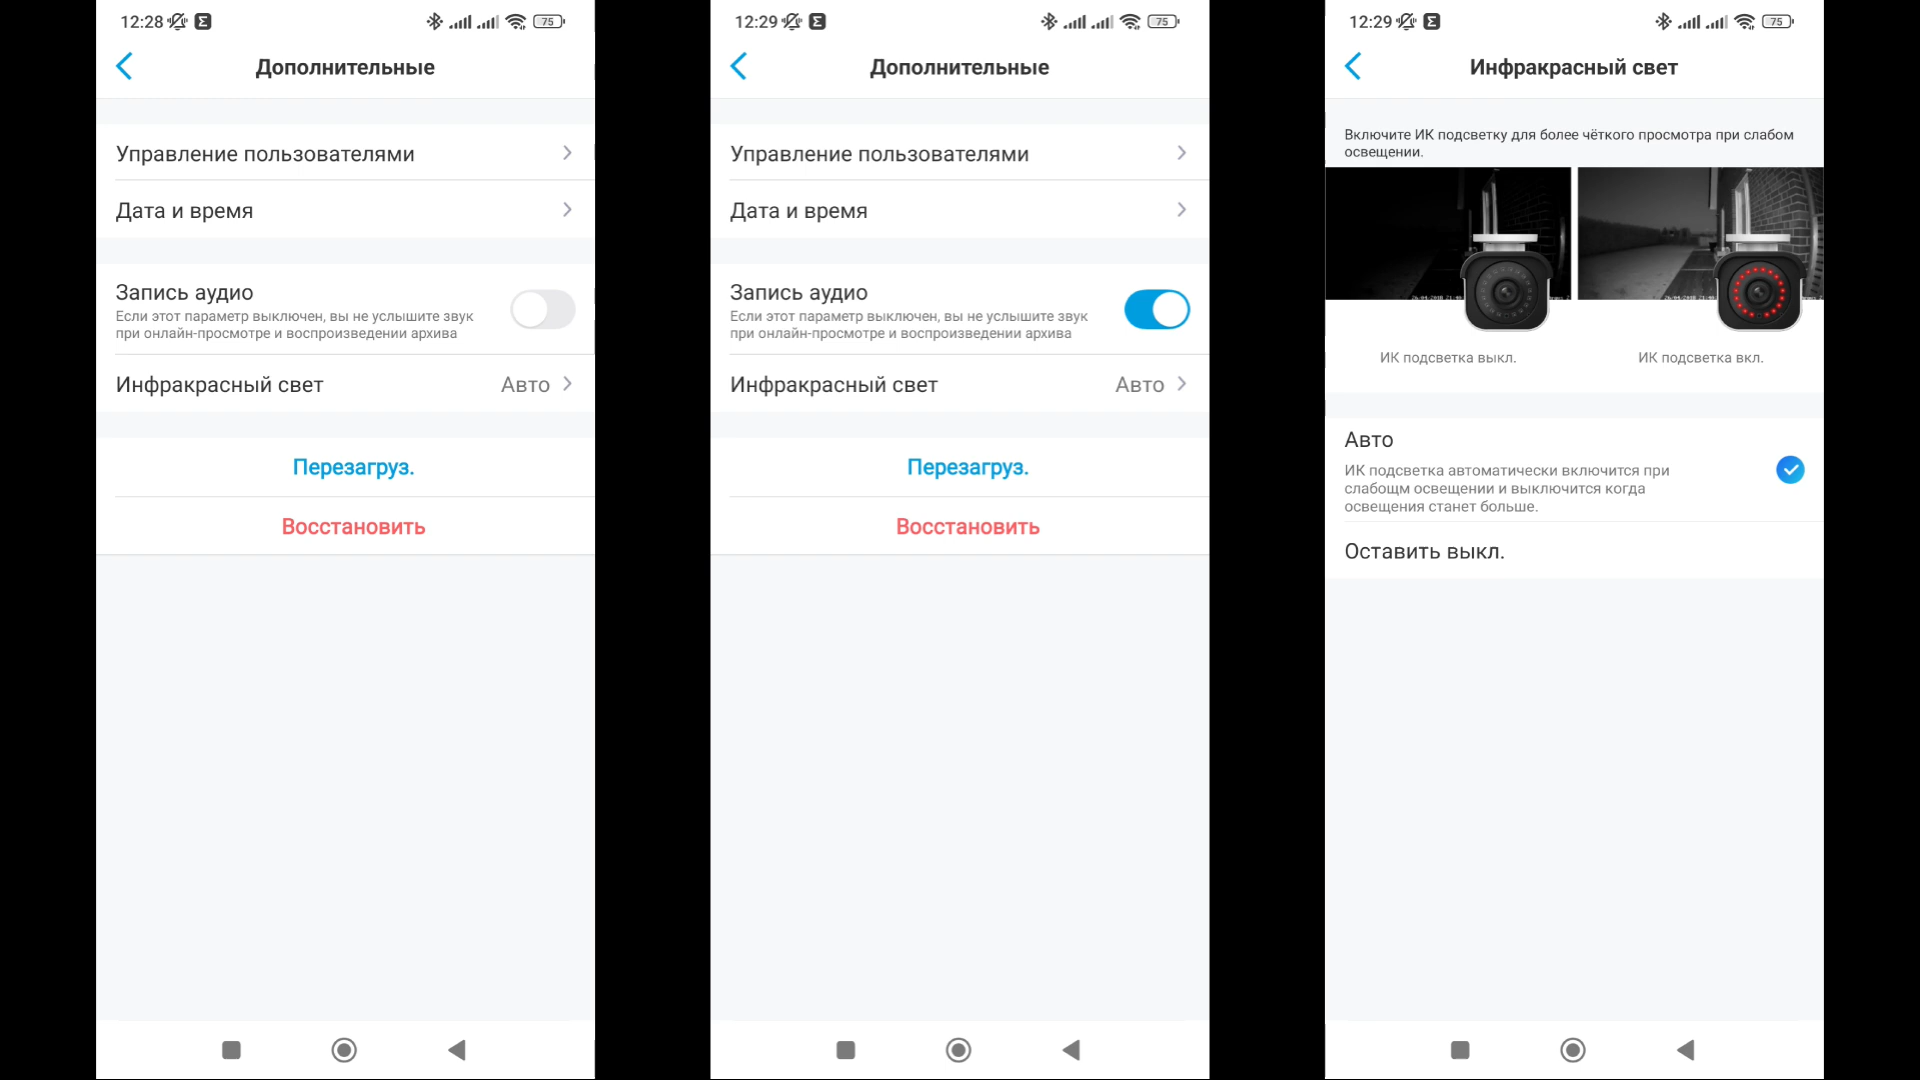 12:28
75
Дополнительные
Управление пользователями
Дата и время
Запись аудио
Если этот параметр выключен, вы не услышите звук
при онлайн-просмотре и воспроизведении архива
Инфракрасный свет
Авто
Перезагруз.
Восстановить
12:29
75
Дополнительные
Управление пользователями
Дата и время
Запись аудио
Если этот параметр выключен, вы не услышите звук
при онлайн-просмотре и воспроизведении архива
Инфракрасный свет
Авто
Перезагруз.
Восстановить
12:29
75
Инфракрасный свет
Включите ИК подсветку для более чёткого просмотра при слабом
освещении.
ИК подсветка выкл.
ИК подсветка вкл.
Авто
ИК подсветка автоматически включится при
слабощм освещении и выключится когда
освещения станет больше.
Оставить выкл.